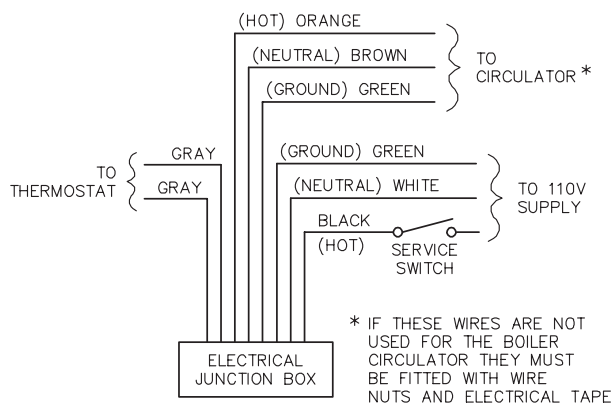 (HOT) ORANGE
(NEUTRAL) BROWN
(GROUND) GREEN
TO
CIRCULATOR *
GRAY
GRAY
TO
THERMOSTAT
(GROUND) GREEN
(NEUTRAL) WHITE
BLACK
(HOT)
SERVICE
SWITCH
TO 110V
SUPPLY
ELECTRICAL
JUNCTION BOX
* IF THESE WIRES ARE NOT
USED FOR THE BOILER
CIRCULATOR THEY MUST
BE FITTED WITH WIRE
NUTS AND ELECTRICAL TAPE